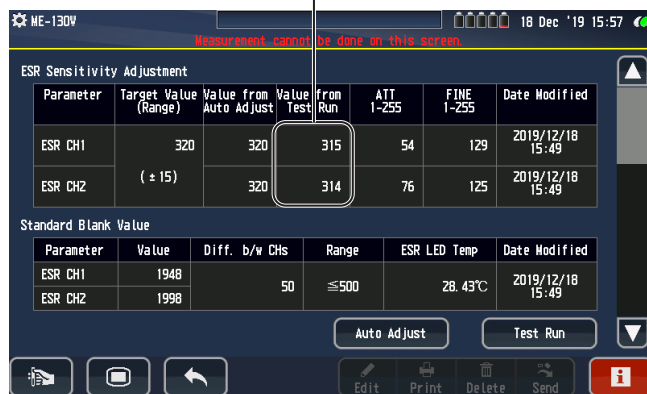 ME-130V
18 Dec '19 15:57
Measurement cannot be done on this screen.
ESR Sensitivity Adjustment
Parameter Target Value (Range) Value from Auto Adjust Value from Test Run ATT 1-255 FINE 1-255 Date Modified
ESR CH1 320 320 315 54 129 2019/12/18 15:49
(±15)
ESR CH2 320 314 76 125 2019/12/18 15:49
Standard Blank Value
Parameter Value Diff. b/w CHs Range ESR LED Temp Date Modified
ESR CH1 1948 50 ≦500 28.43℃ 2019/12/18 15:49
ESR CH2 1998
Auto Adjust Test Run
Edit Print Delete Send